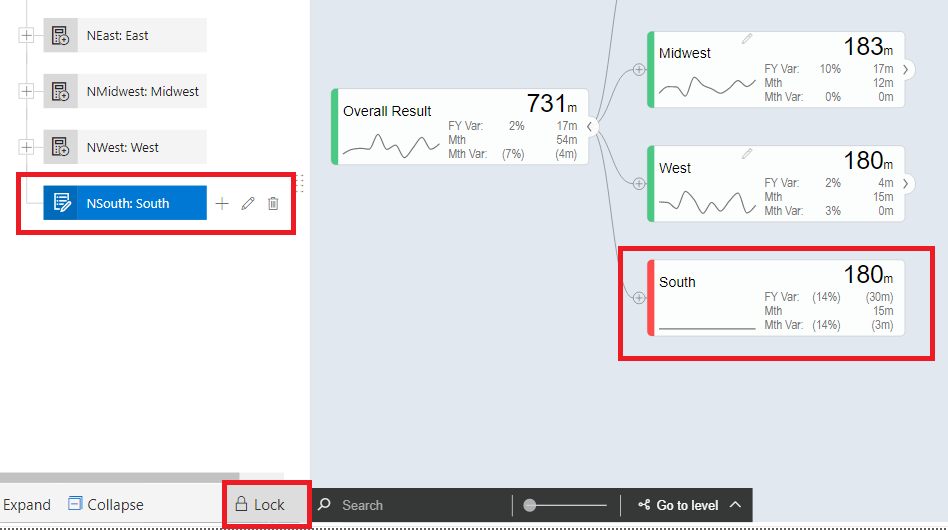 NEast: East
NMidwest: Midwest
NWest: West
NSouth: South
Expand
Collapse
Lock
Overall Result
731m
FY Var: 2% 17m
Mth 54m
Mth Var: (7%) (4m)
Midwest
183m
FY Var: 10% 17m
Mth 12m
Mth Var: 0% 0m
West
180m
FY Var: 2% 4m
Mth 15m
Mth Var: 3% 0m
South
180m
FY Var: (14%) (30m)
Mth 15m
Mth Var: (14%) (3m)
Search
Go to level